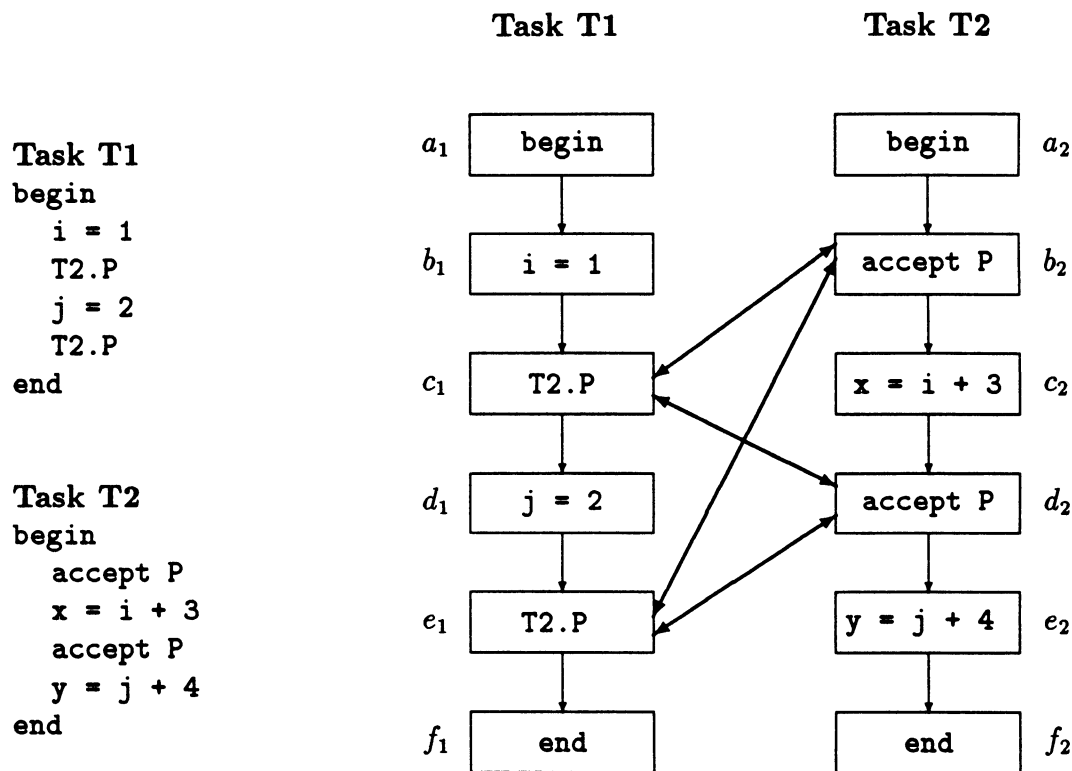 Task T1
begin
i = 1
T2.P
j = 2
T2.P
end
Task T2
begin
accept P
x = i + 3
accept P
y = j + 4
end
Task T1
a₁ begin
b₁ i = 1
c₁ T2.P
d₁ j = 2
e₁ T2.P
f₁ end
Task T2
begin a₂
accept P b₂
x = i + 3 c₂
accept P d₂
y = j + 4 e₂
end f₂